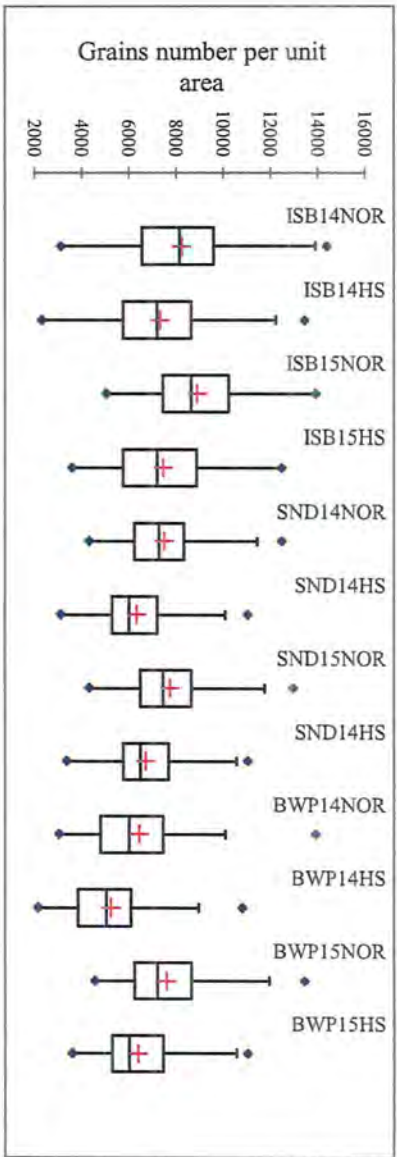 Grains number per unit
area
2000
4000
6000
8000
10000
12000
14000
16000
ISB14NOR
ISB14HS
ISB15NOR
ISB15HS
SND14NOR
SND14HS
SND15NOR
SND14HS
BWP14NOR
BWP14HS
BWP15NOR
BWP15HS